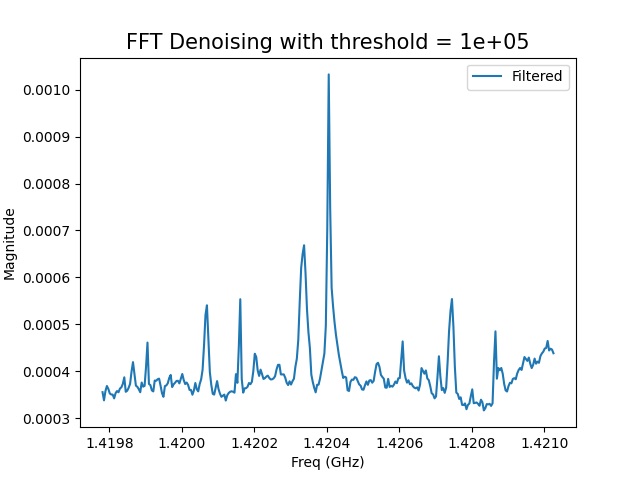 FFT Denoising with threshold = 1e+05
Filtered
0.0010
0.0009
0.0008
0.0007
0.0006
0.0005
0.0004
0.0003
Magnitude
1.4198 1.4200 1.4202 1.4204 1.4206 1.4208 1.4210
Freq (GHz)